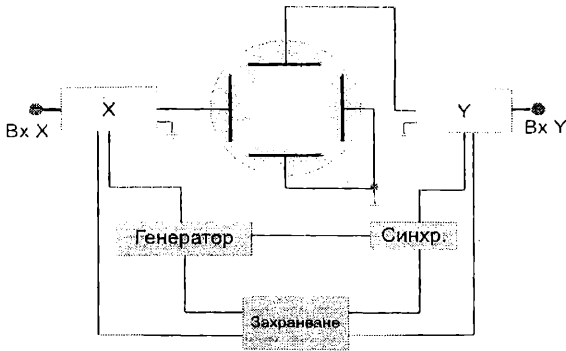 X
Y
Вх X
Вх Y
Генератор
Синхр.
Захранване